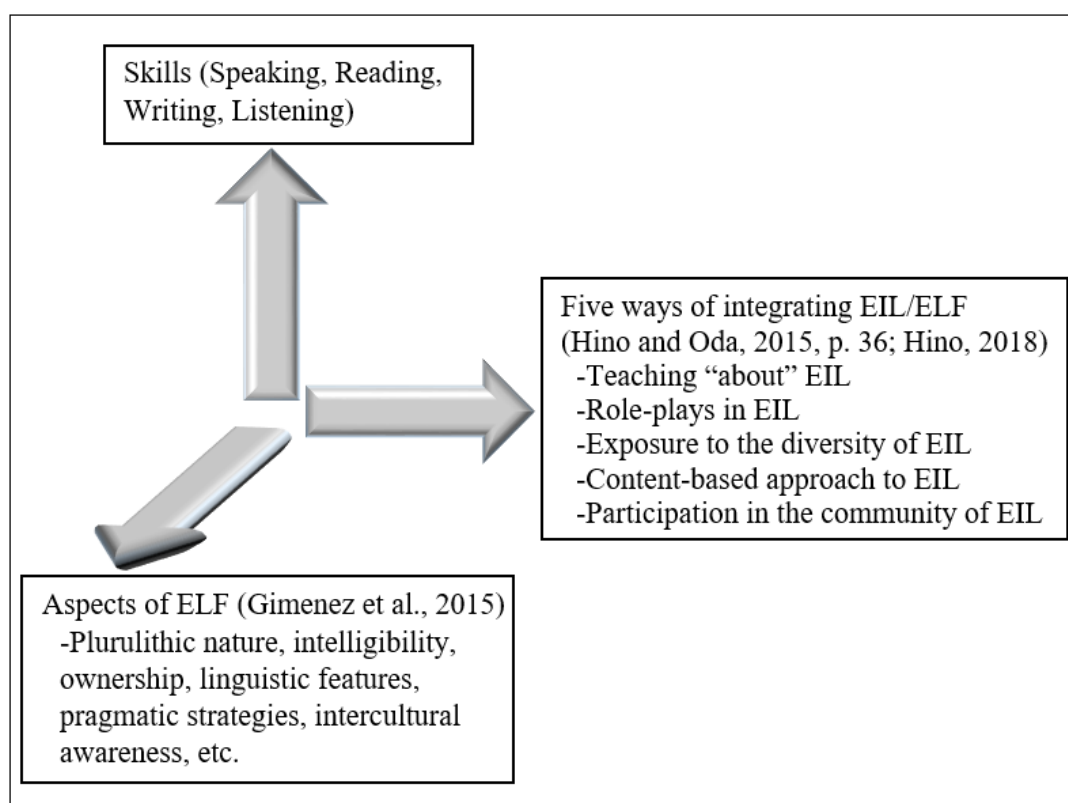 Skills (Speaking, Reading,
Writing, Listening)
Five ways of integrating EIL/ELF
(Hino and Oda, 2015, p. 36; Hino, 2018)
-Teaching “about” EIL
-Role-plays in EIL
-Exposure to the diversity of EIL
-Content-based approach to EIL
-Participation in the community of EIL
Aspects of ELF (Gimenez et al., 2015)
-Plurulithic nature, intelligibility,
ownership, linguistic features,
pragmatic strategies, intercultural
awareness, etc.